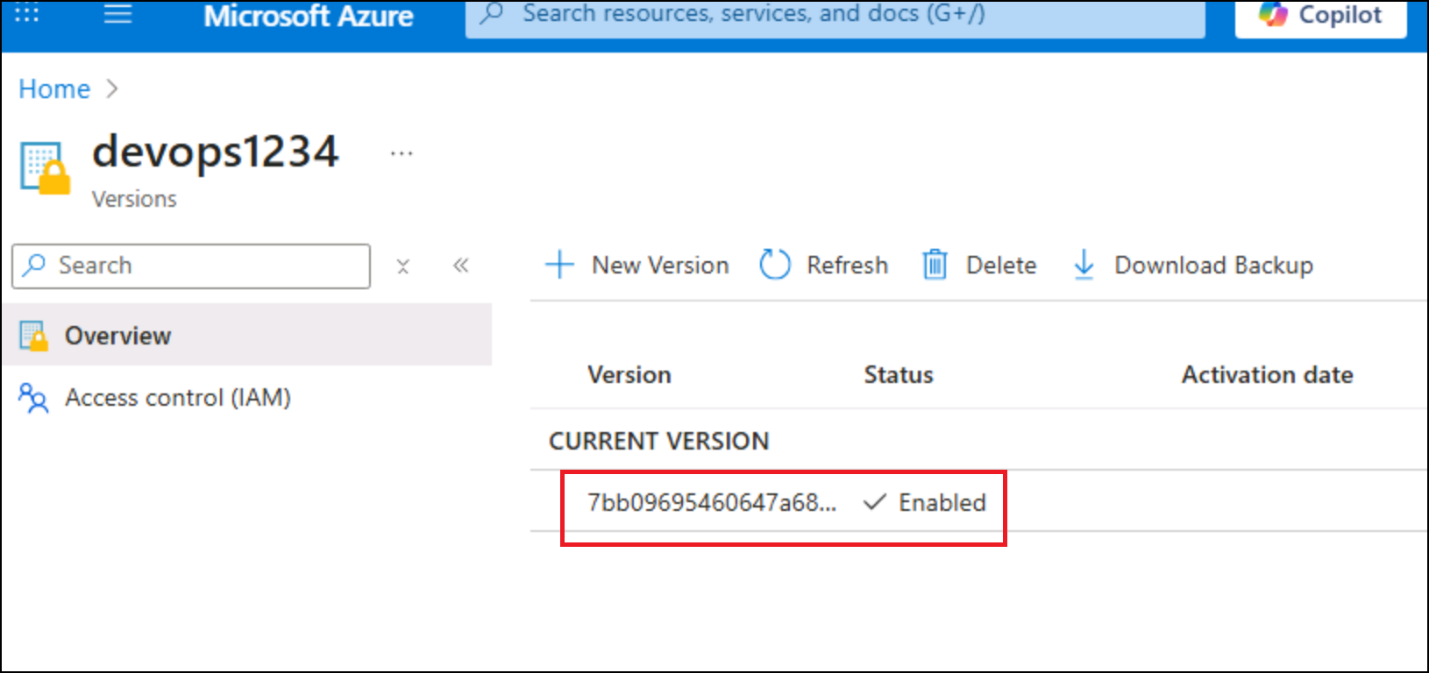 Microsoft Azure
Search resources, services, and docs (G+/)
Copilot
Home
devops1234
...
Versions
Search
Overview
Access control (IAM)
New Version
Refresh
Delete
Download Backup
Version Status Activation date
CURRENT VERSION
7bb09695460647a68... Enabled